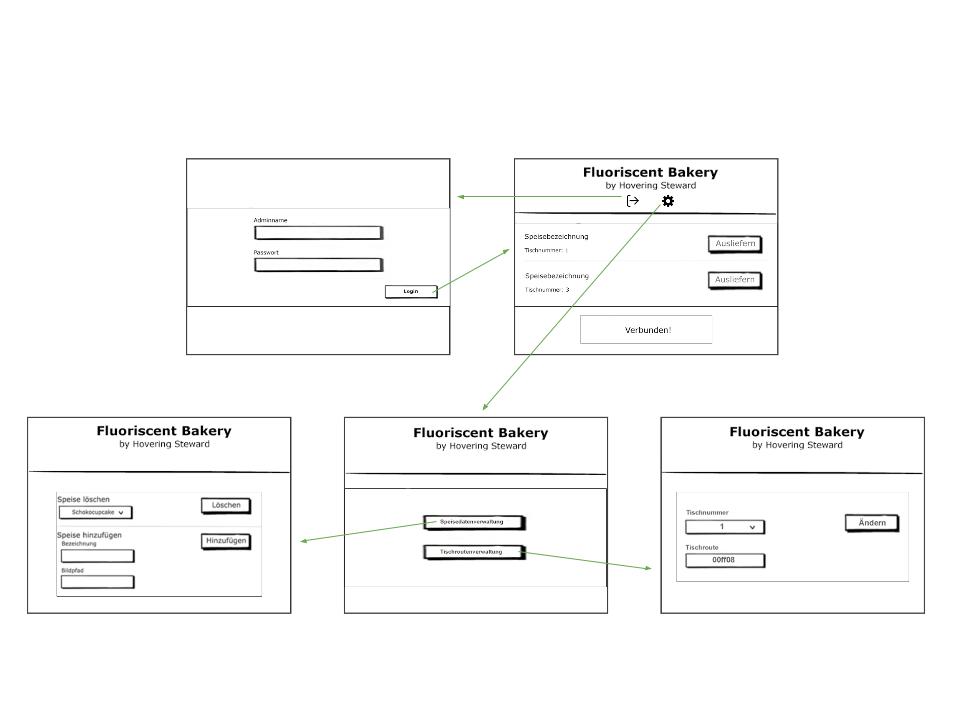 Adminname
Passwort
Login
Fluoriscent Bakery
by Hovering Steward
Speisebezeichnung
Tischnummer: 1
Ausliefern
Speisebezeichnung
Tischnummer: 3
Ausliefern
Verbunden!
Fluoriscent Bakery
by Hovering Steward
Speise löschen
Schokocupcake
Löschen
Speise hinzufügen
Bezeichnung
Hinzufügen
Bildpfad
Fluoriscent Bakery
by Hovering Steward
Speisedatenverwaltung
Tischroutenverwaltung
Fluoriscent Bakery
by Hovering Steward
Tischnummer
1
Ändern
Tischroute
00ff08